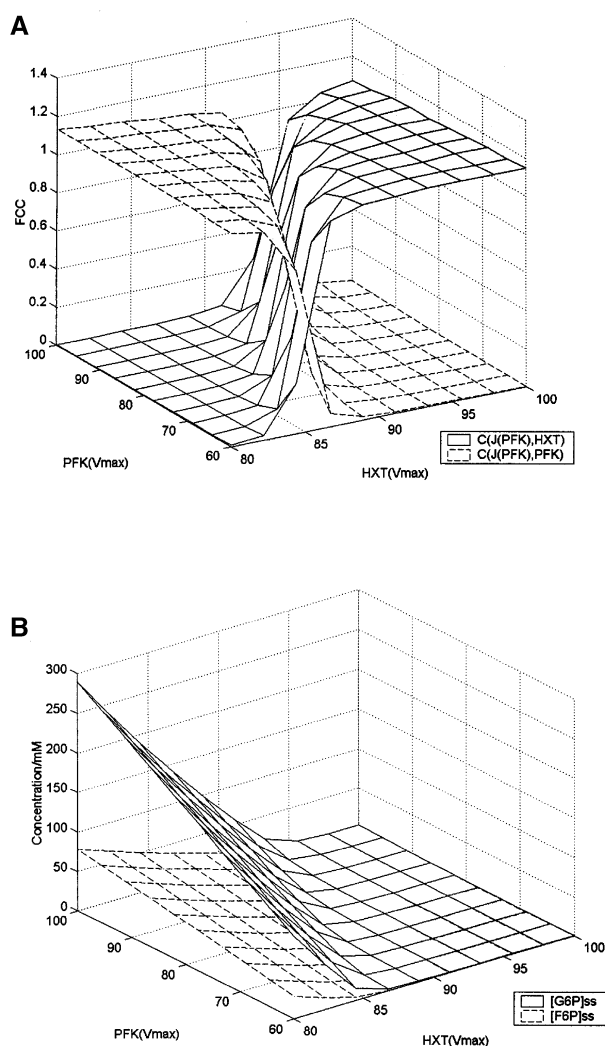 A
1.4
1.2
1
0.8
0.6
0.4
0.2
0
FCC
100
90
80
70
60
PFK(Vmax)
80
85
90
95
100
HXT(Vmax)
C(J(PFK),HXT)
C(J(PFK),PFK)
B
300
250
200
150
100
50
0
Concentration/mM
100
90
80
70
60
PFK(Vmax)
80
85
90
95
100
HXT(Vmax)
[G6P]ss
[F6P]ss